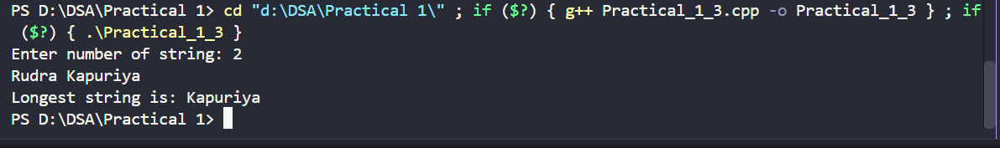 PS D:\DSA\Practical 1> cd "d:\DSA\Practical 1\" ; if ($?) { g++ Practical_1_3.cpp -o Practical_1_3 } ; if
 ($?) { .\Practical_1_3 }
Enter number of string: 2
Rudra Kapuriya
Longest string is: Kapuriya
PS D:\DSA\Practical 1>